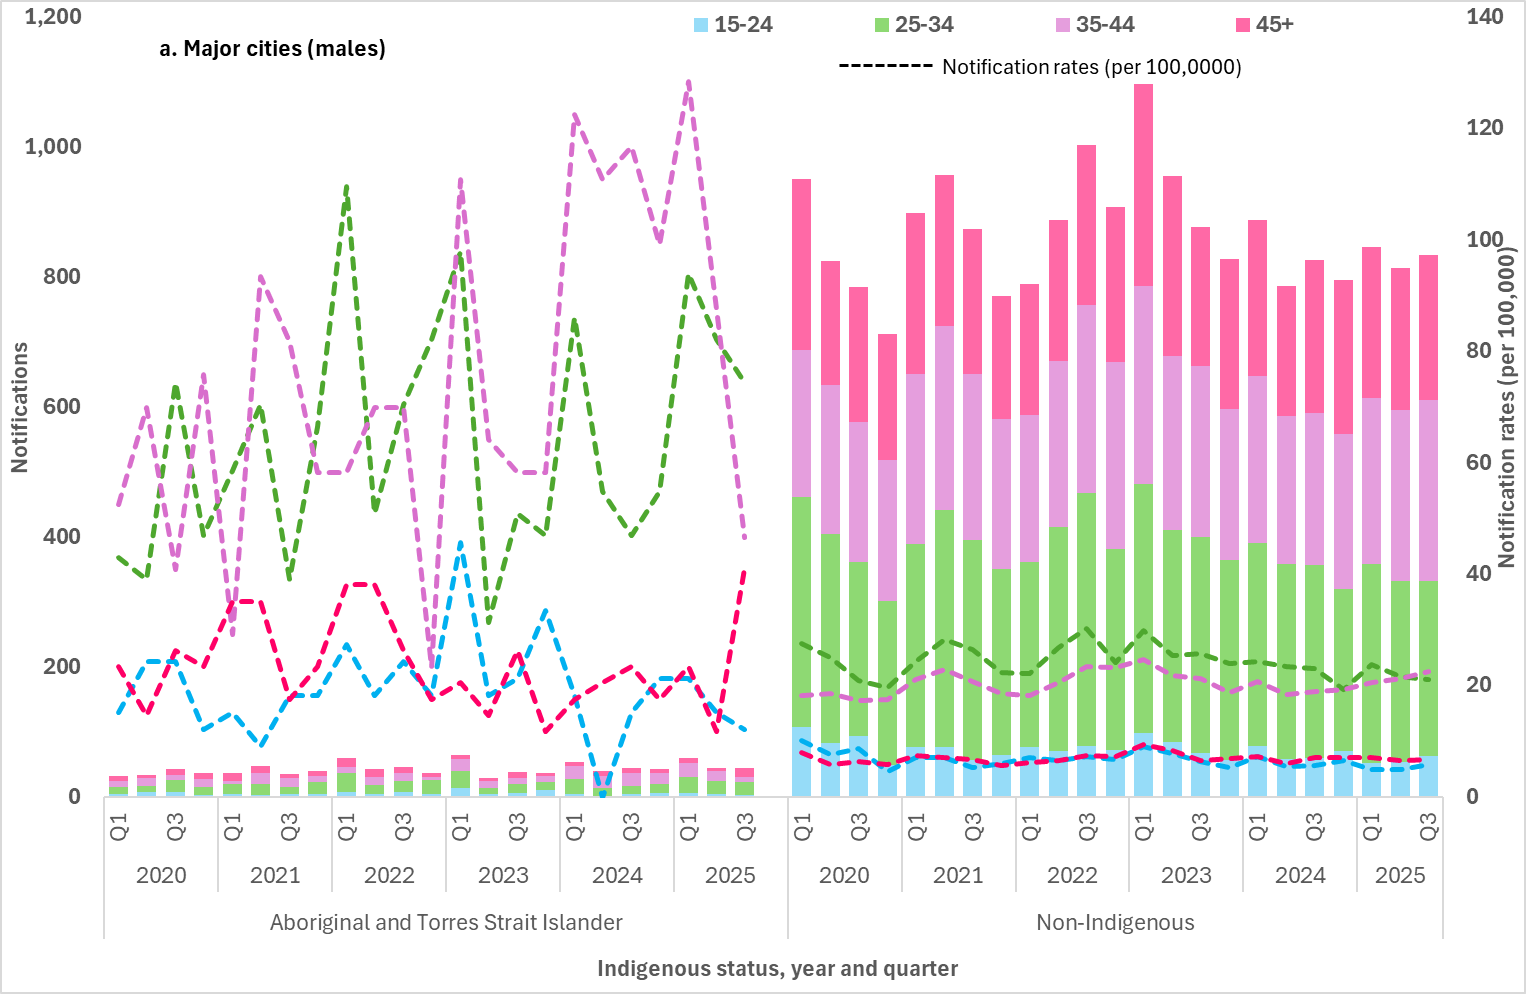 1,200
1,000
800
600
400
200
0
Notifications
a. Major cities (males)
15-24 25-34 35-44 45+
Notification rates (per 100,0000)
140
120
100
80
60
40
20
0
Notification rates (per 100,000)
Q1 Q3 Q1 Q3 Q1 Q3 Q1 Q3 Q1 Q3 Q1 Q3 Q1 Q3 Q1 Q3 Q1 Q3 Q1 Q3 Q1 Q3 Q1 Q3
2020 2021 2022 2023 2024 2025 2020 2021 2022 2023 2024 2025
Aboriginal and Torres Strait Islander Non-Indigenous
Indigenous status, year and quarter